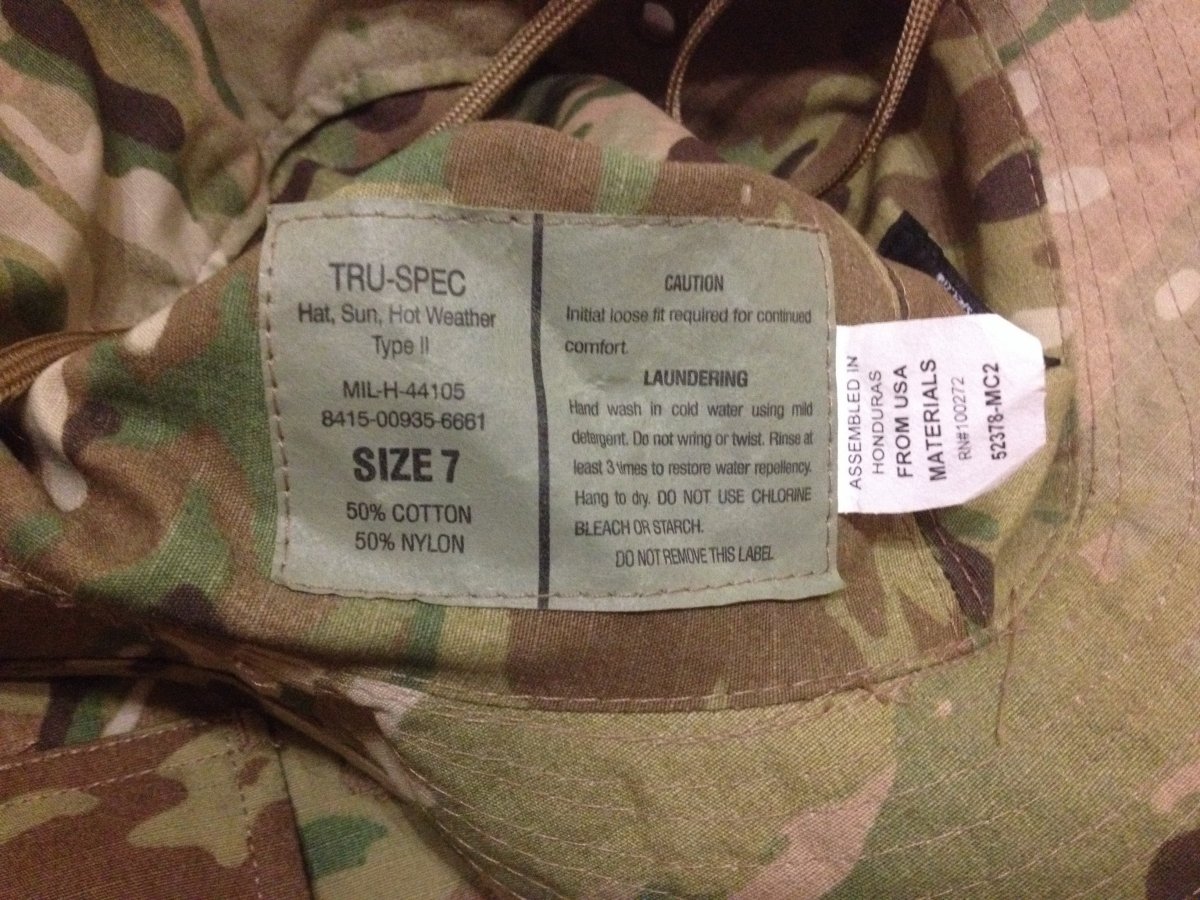 TRU-SPEC
Hat, Sun, Hot Weather
Type II
MIL-H-44105
8415-00935-6661
SIZE 7
50% COTTON
50% NYLON
CAUTION
Initial loose fit required for continued
comfort.
LAUNDERING
Hand wash in cold water using mild
detergent. Do not wring or twist. Rinse at
least 3 times to restore water repellency.
Hang to dry. DO NOT USE CHLORINE
BLEACH OR STARCH.
DO NOT REMOVE THIS LABEL
ASSEMBLED IN
HONDURAS
FROM USA
MATERIALS
RN#100272
52378-MC2